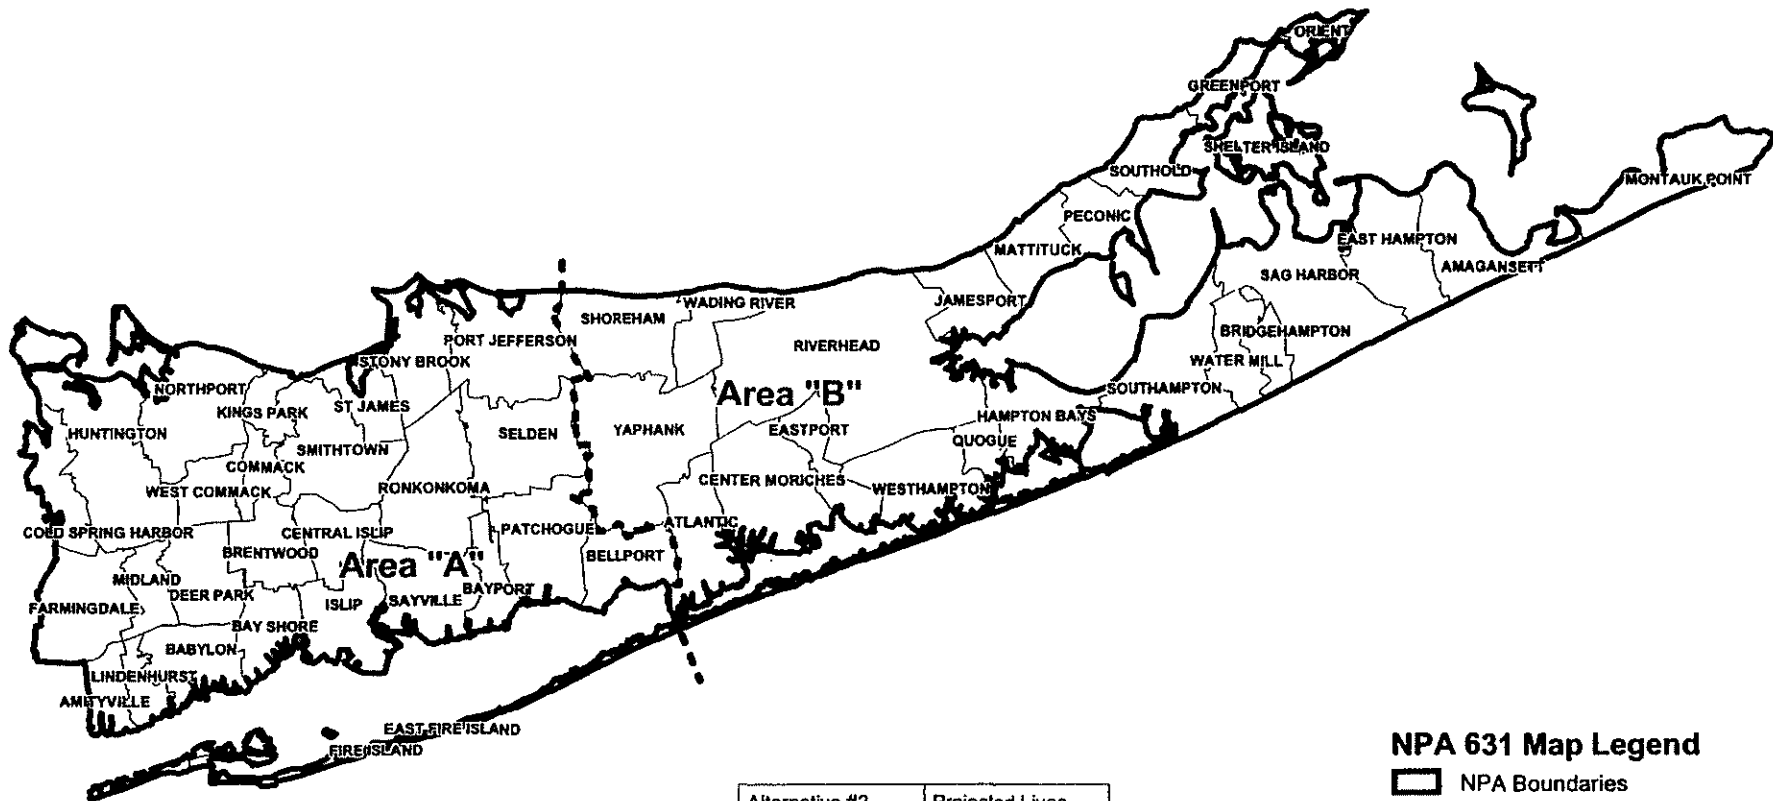 ORIENT
GREENPORT
SHELTER ISLAND
SOUTHOLD
MONTAUK POINT
PECONIC
MATTITUCK
EAST HAMPTON
AMAGANSETT
SAG HARBOR
JAMESPORT
WADING RIVER
SHOREHAM
BRIDGEHAMPTON
PORT JEFFERSON
RIVERHEAD
STONY BROOK
WATER MILL
NORTHPORT
SOUTHAMPTON
Area "B"
KINGS PARK
ST JAMES
HAMPTON BAYS
HUNTINGTON
SELDEN
YAPHANK
EASTPORT
QUOGUE
SMITHTOWN
COMMACK
WEST COMMACK
RONKONKOMA
CENTER MORICHES
WESTHAMPTON
COLD SPRING HARBOR
CENTRAL ISLIP
PATCHOGUE
ATLANTIC
BRENTWOOD
BELLPORT
Area "A"
MIDLAND
DEER PARK
BAYPORT
FARMINGDALE
ISLIP
SAYVILLE
BAY SHORE
BABYLON
LINDENHURST
AMITYVILLE
EAST FIRE ISLAND
FIRE ISLAND
NPA 631 Map Legend
NPA Boundaries
Projected Lives